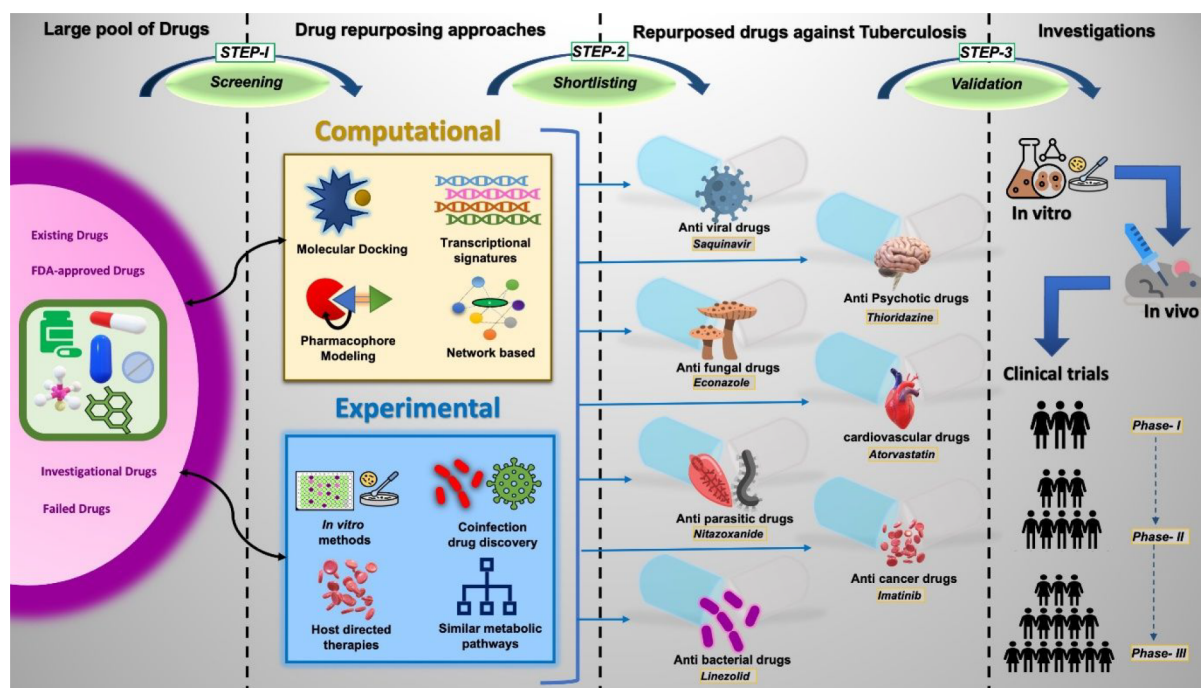 Large pool of Drugs
Drug repurposing approaches
Repurposed drugs against Tuberculosis
Investigations
STEP-I
Screening
STEP-2
Shortlisting
STEP-3
Validation
Existing Drugs
FDA-approved Drugs
Investigational Drugs
Failed Drugs
Computational
Molecular Docking
Transcriptional
signatures
Pharmacophore
Modeling
Network based
Experimental
In vitro
methods
Coinfection
drug discovery
Host directed
therapies
Similar metabolic
pathways
Anti viral drugs
Saquinavir
Anti Psychotic drugs
Thioridazine
Anti fungal drugs
Econazole
cardiovascular drugs
Atorvastatin
Anti parasitic drugs
Nitazoxanide
Anti cancer drugs
Imatinib
Anti bacterial drugs
Linezolid
In vitro
In vivo
Clinical trials
Phase- I
Phase- II
Phase- III